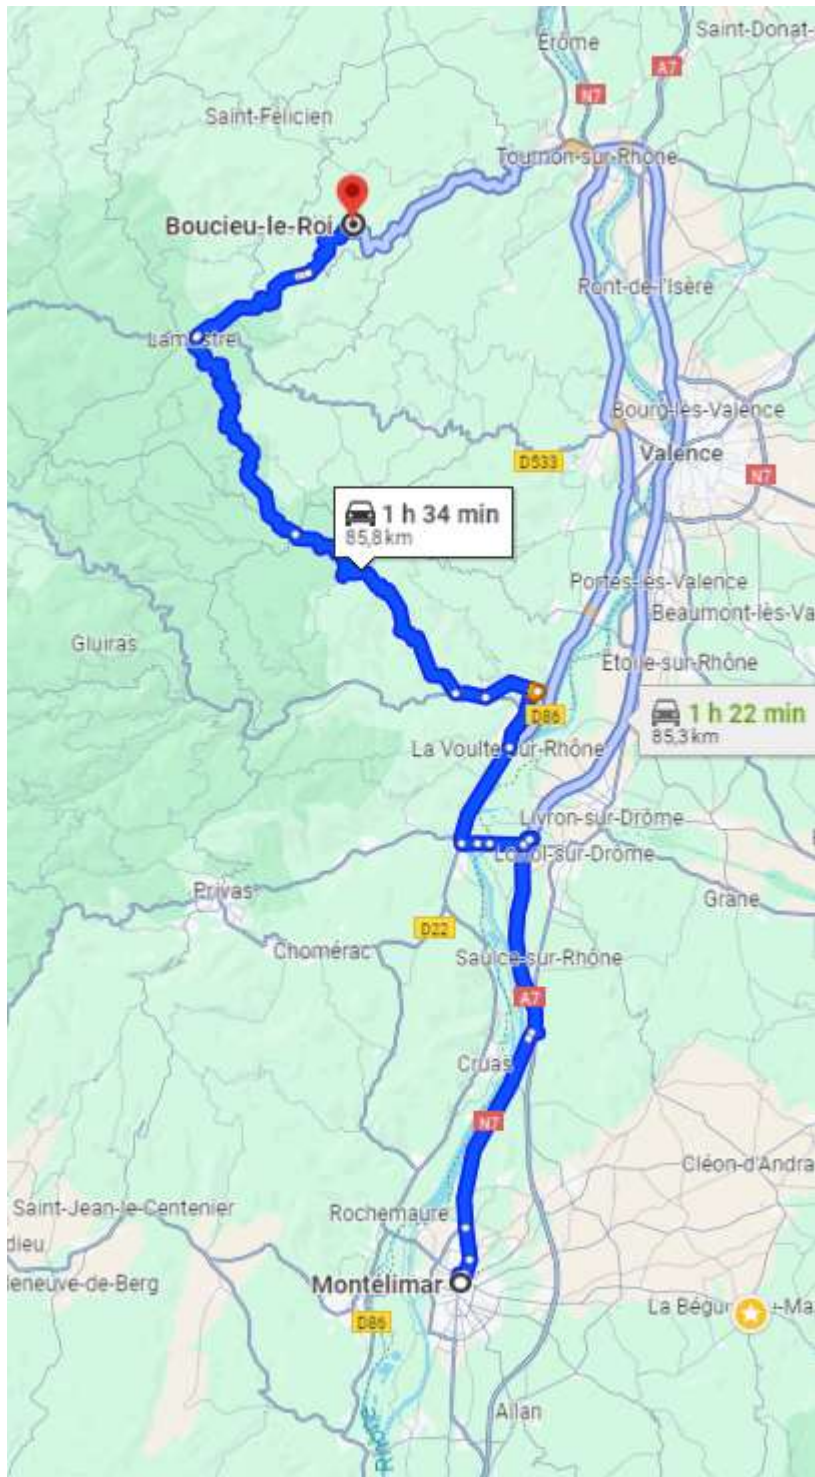 Érôme
Saint-Donat-
A7
N7
Saint-Félicien
Tournon-sur-Rhône
Boucieu-le-Roi
Pont-de-l'Isère
Lamastre
Bourg-lès-Valence
Valence
D533
N7
1 h 34 min
85,8 km
Portes-lès-Valence
Beaumont-lès-Va
Gluiras
Étoile-sur-Rhône
D86
1 h 22 min
85,3 km
La Voulte-sur-Rhône
Livron-sur-Drôme
Loriol-sur-Drôme
Privas
Grane
D22
Chomérac
Saulce-sur-Rhône
A7
Cruas
N7
Cléon-d'Andra
Saint-Jean-le-Centenier
Rochemaure
dieu
leneuve-de-Berg
Montélimar
La Bégu
-Ma
D86
Allan